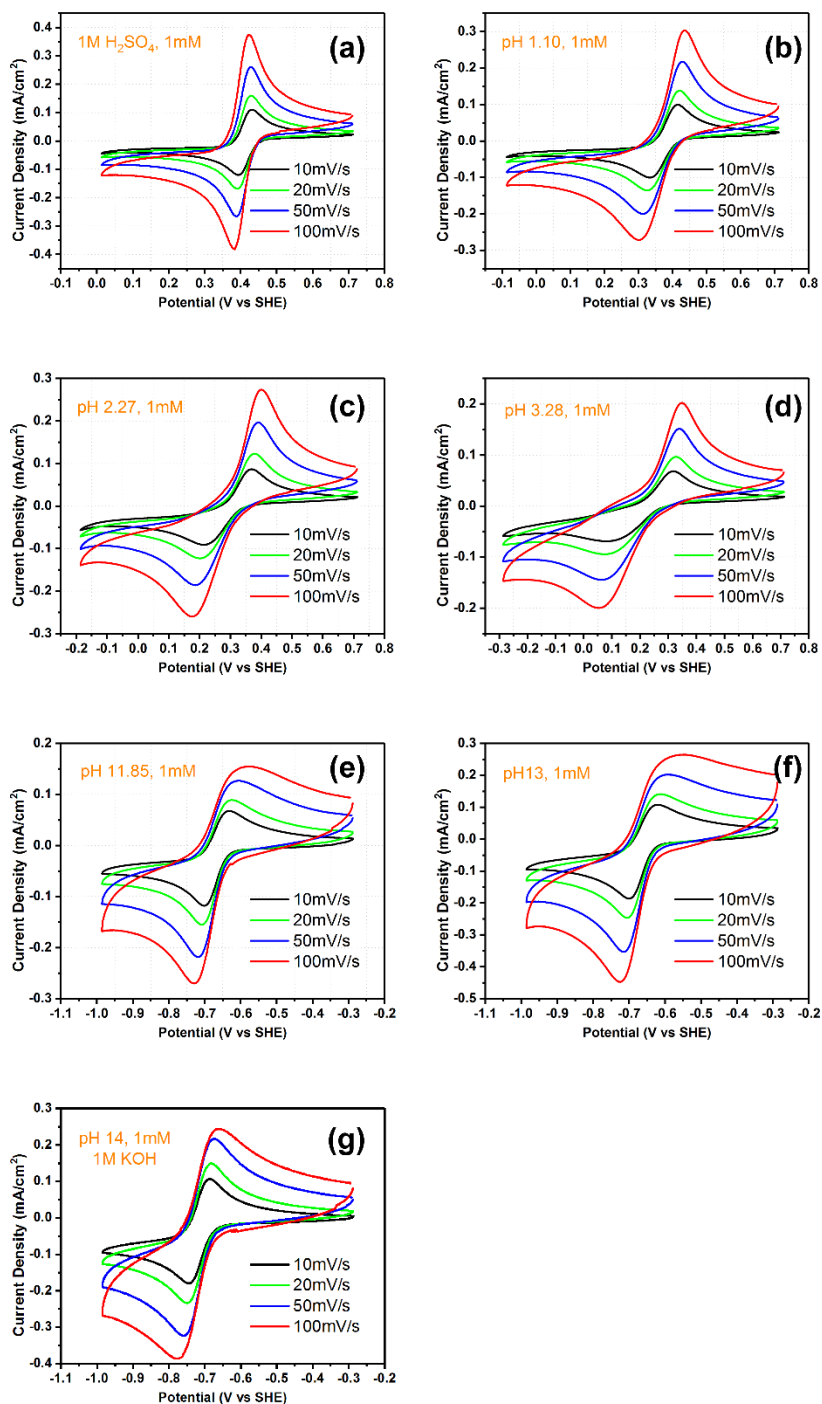 1M H₂SO₄, 1mM
(a)
Current Density (mA/cm²)
0.4
0.3
0.2
0.1
0.0
-0.1
-0.2
-0.3
-0.4
10mV/s
20mV/s
50mV/s
100mV/s
-0.1 0.0 0.1 0.2 0.3 0.4 0.5 0.6 0.7 0.8
Potential (V vs SHE)
pH 1.10, 1mM
(b)
Current Density (mA/cm²)
0.3
0.2
0.1
0.0
-0.1
-0.2
-0.3
10mV/s
20mV/s
50mV/s
100mV/s
-0.1 0.0 0.1 0.2 0.3 0.4 0.5 0.6 0.7 0.8
Potential (V vs SHE)
pH 2.27, 1mM
(c)
Current Density (mA/cm²)
0.3
0.2
0.1
0.0
-0.1
-0.2
-0.3
10mV/s
20mV/s
50mV/s
100mV/s
-0.2 -0.1 0.0 0.1 0.2 0.3 0.4 0.5 0.6 0.7 0.8
Potential (V vs SHE)
pH 3.28, 1mM
(d)
Current Density (mA/cm²)
0.2
0.1
0.0
-0.1
-0.2
10mV/s
20mV/s
50mV/s
100mV/s
-0.3 -0.2 -0.1 0.0 0.1 0.2 0.3 0.4 0.5 0.6 0.7 0.8
Potential (V vs SHE)
pH 11.85, 1mM
(e)
Current Density (mA/cm²)
0.2
0.1
0.0
-0.1
-0.2
-0.3
10mV/s
20mV/s
50mV/s
100mV/s
-1.1 -1.0 -0.9 -0.8 -0.7 -0.6 -0.5 -0.4 -0.3 -0.2
Potential (V vs SHE)
pH13, 1mM
(f)
Current Density (mA/cm²)
0.3
0.2
0.1
0.0
-0.1
-0.2
-0.3
-0.4
-0.5
10mV/s
20mV/s
50mV/s
100mV/s
-1.1 -1.0 -0.9 -0.8 -0.7 -0.6 -0.5 -0.4 -0.3 -0.2
Potential (V vs SHE)
pH 14, 1mM
1M KOH
(g)
Current Density (mA/cm²)
0.3
0.2
0.1
0.0
-0.1
-0.2
-0.3
-0.4
10mV/s
20mV/s
50mV/s
100mV/s
-1.1 -1.0 -0.9 -0.8 -0.7 -0.6 -0.5 -0.4 -0.3 -0.2
Potential (V vs SHE)